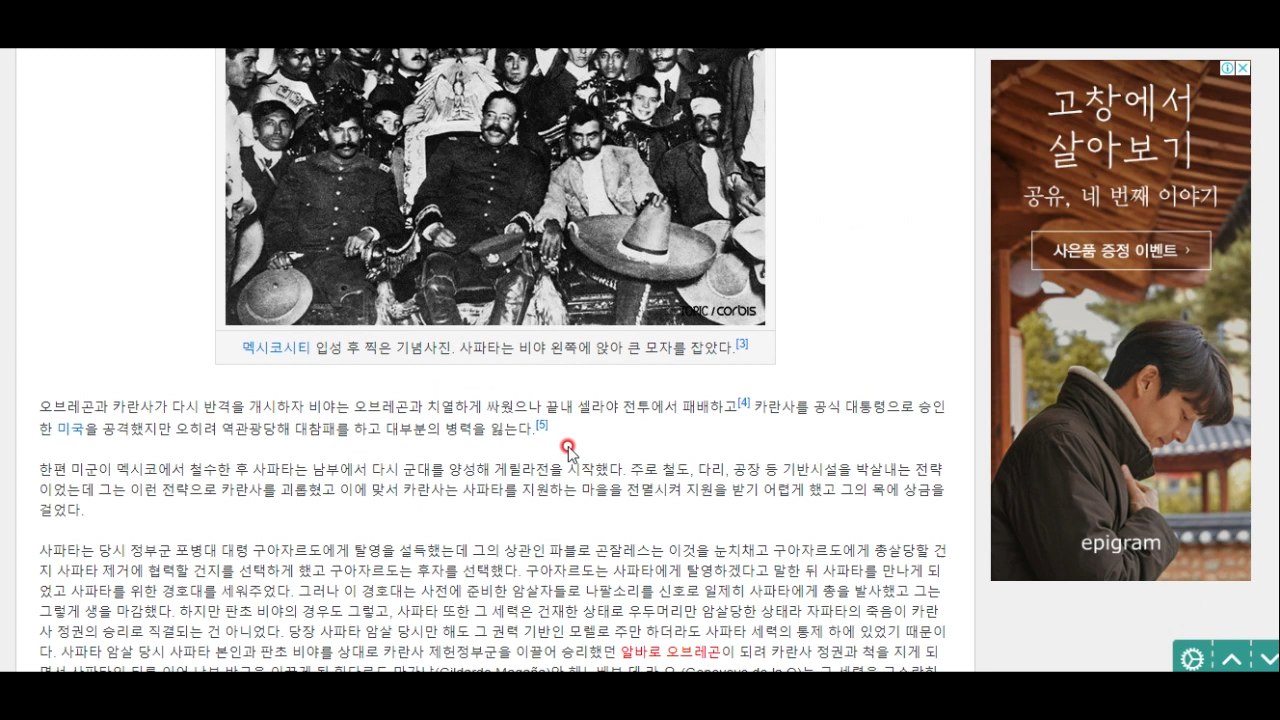 TOPIC / corbis
멕시코시티 입성 후 찍은 기념사진. 사파타는 비야 왼쪽에 앉아 큰 모자를 잡았다.[3]
오브레곤과 카란사가 다시 반격을 개시하자 비야는 오브레곤과 치열하게 싸웠으나 끝내 셀라야 전투에서 패배하고[4] 카란사를 공식 대통령으로 승인
한 미국을 공격했지만 오히려 역관광당해 대참패를 하고 대부분의 병력을 잃는다.[5]
한편 미군이 멕시코에서 철수한 후 사파타는 남부에서 다시 군대를 양성해 게릴라전을 시작했다. 주로 철도, 다리, 공장 등 기반시설을 박살내는 전략
이었는데 그는 이런 전략으로 카란사를 괴롭혔고 이에 맞서 카란사는 사파타를 지원하는 마을을 전멸시켜 지원을 받기 어렵게 했고 그의 목에 상금을
걸었다.
사파타는 당시 정부군 포병대 대령 구아자르도에게 탈영을 설득했는데 그의 상관인 파블로 곤잘레스는 이것을 눈치채고 구아자르도에게 총살당할 건
지 사파타 제거에 협력할 건지를 선택하게 했고 구아자르도는 후자를 선택했다. 구아자르도는 사파타에게 탈영하겠다고 말한 뒤 사파타를 만나게 되
었고 사파타를 위한 경호대를 세워주었다. 그러나 이 경호대는 사전에 준비한 암살자들로 나팔소리를 신호로 일제히 사파타에게 총을 발사했고 그는
그렇게 생을 마감했다. 하지만 판초 비야의 경우도 그렇고, 사파타 또한 그 세력은 건재한 상태로 우두머리만 암살당한 상태라 자파타의 죽음이 카란
사 정권의 승리로 직결되는 건 아니었다. 당장 사파타 암살 당시만 해도 그 권력 기반인 모렐로 주만 하더라도 사파타 세력의 통제 하에 있었기 때문이
다. 사파타 암살 당시 사파타 본인과 판초 비야를 상대로 카란사 제헌정부군을 이끌어 승리했던 알바로 오브레곤이 되려 카란사 정권과 척을 지게 되
고창에서
살아보기
공유, 네 번째 이야기
사은품 증정 이벤트 ›
epigram